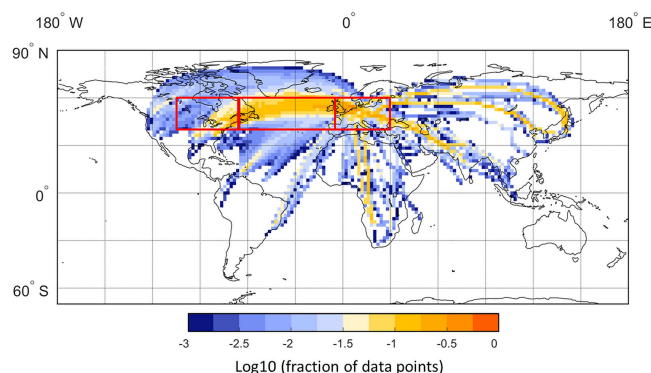 180° W 0° 180° E
90° N
0°
60° S
-3 -2.5 -2 -1.5 -1 -0.5 0
Log10 (fraction of data points)